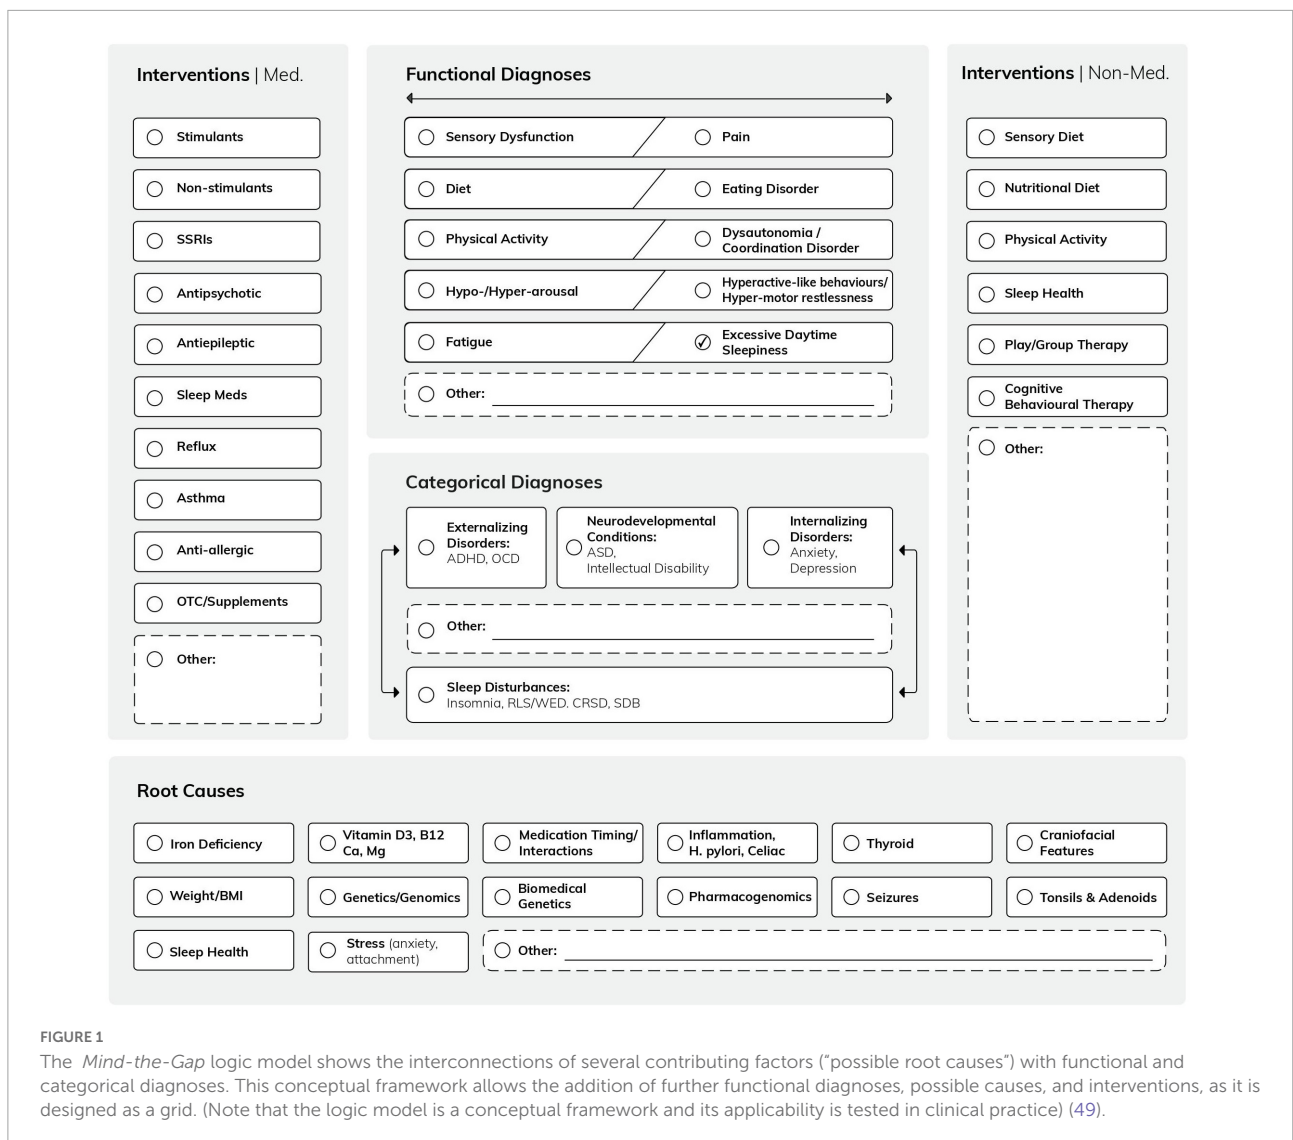 Interventions | Med.
Stimulants
Non-stimulants
SSRIs
Antipsychotic
Antiepileptic
Sleep Meds
Reflux
Asthma
Anti-allergic
OTC/Supplements
Other:
Functional Diagnoses
Sensory Dysfunction
Pain
Diet
Eating Disorder
Physical Activity
Dysautonomia /
Coordination Disorder
Hypo-/Hyper-arousal
Hyperactive-like behaviours/
Hyper-motor restlessness
Fatigue
Excessive Daytime
Sleepiness
Other:
Categorical Diagnoses
Externalizing
Disorders:
ADHD, OCD
Neurodevelopmental
Conditions:
ASD,
Intellectual Disability
Internalizing
Disorders:
Anxiety,
Depression
Other:
Sleep Disturbances:
Insomnia, RLS/WED. CRSD, SDB
Interventions | Non-Med.
Sensory Diet
Nutritional Diet
Physical Activity
Sleep Health
Play/Group Therapy
Cognitive
Behavioural Therapy
Other:
Root Causes
Iron Deficiency
Vitamin D3, B12
Ca, Mg
Medication Timing/
Interactions
Inflammation,
H. pylori, Celiac
Thyroid
Craniofacial
Features
Weight/BMI
Genetics/Genomics
Biomedical
Genetics
Pharmacogenomics
Seizures
Tonsils & Adenoids
Sleep Health
Stress (anxiety,
attachment)
Other:
FIGURE 1
The Mind-the-Gap logic model shows the interconnections of several contributing factors (“possible root causes”) with functional and
categorical diagnoses. This conceptual framework allows the addition of further functional diagnoses, possible causes, and interventions, as it is
designed as a grid. (Note that the logic model is a conceptual framework and its applicability is tested in clinical practice) (49).